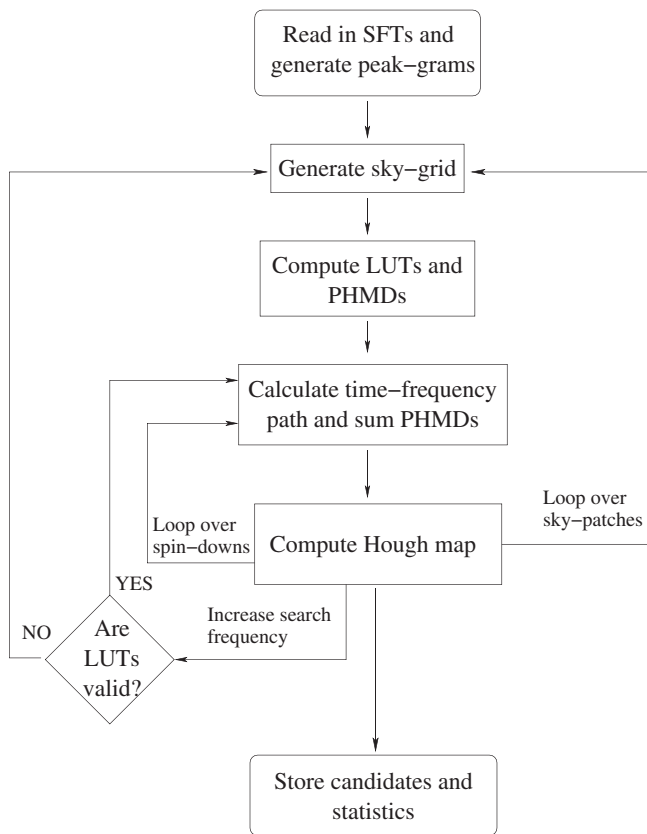 Read in SFTs and
generate peak−grams
Generate sky−grid
Compute LUTs and
PHMDs
Calculate time−frequency
path and sum PHMDs
Loop over
spin−downs
Compute Hough map
Loop over
sky−patches
YES
NO
Are
LUTs
valid?
Increase search
frequency
Store candidates and
statistics